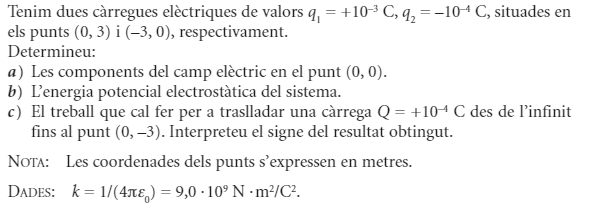 Tenim dues càrregues elèctriques de valors q₁ = +10⁻³ C, q₂ = –10⁻⁴ C, situades en
els punts (0, 3) i (–3, 0), respectivament.
Determineu:
a) Les components del camp elèctric en el punt (0, 0).
b) L’energia potencial electrostàtica del sistema.
c) El treball que cal fer per a traslladar una càrrega Q = +10⁻⁴ C des de l’infinit
fins al punt (0, –3). Interpreteu el signe del resultat obtingut.
NOTA: Les coordenades dels punts s’expressen en metres.
DADES: k = 1/(4πε₀) = 9,0 · 10⁹ N · m²/C².